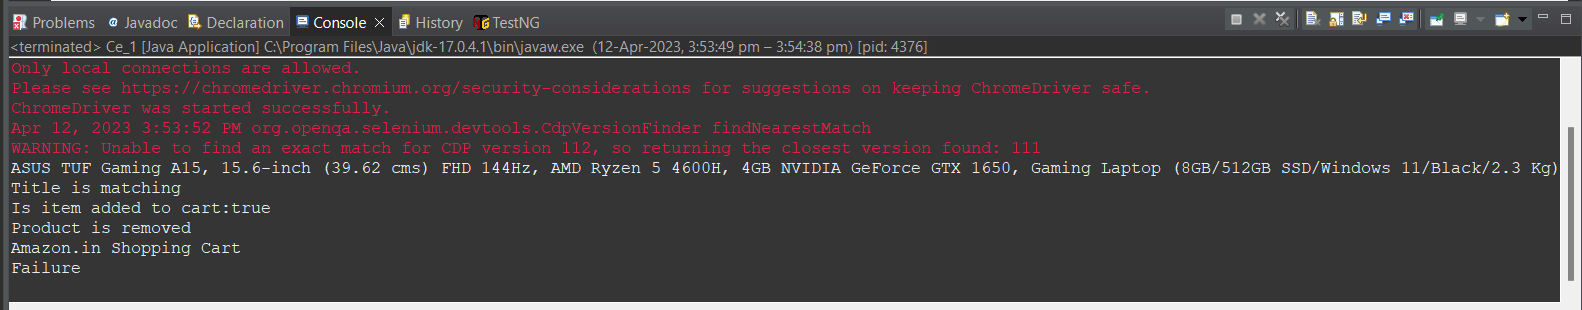 Problems @ Javadoc Declaration Console History TestNG
<terminated> Ce_1 [Java Application] C:\Program Files\Java\jdk-17.0.4.1\bin\javaw.exe (12-Apr-2023, 3:53:49 pm – 3:54:38 pm) [pid: 4376]
Only local connections are allowed.
Please see https://chromedriver.chromium.org/security-considerations for suggestions on keeping ChromeDriver safe.
ChromeDriver was started successfully.
Apr 12, 2023 3:53:52 PM org.openqa.selenium.devtools.CdpVersionFinder findNearestMatch
WARNING: Unable to find an exact match for CDP version 112, so returning the closest version found: 111
ASUS TUF Gaming A15, 15.6-inch (39.62 cms) FHD 144Hz, AMD Ryzen 5 4600H, 4GB NVIDIA GeForce GTX 1650, Gaming Laptop (8GB/512GB SSD/Windows 11/Black/2.3 Kg)
Title is matching
Is item added to cart:true
Product is removed
Amazon.in Shopping Cart
Failure